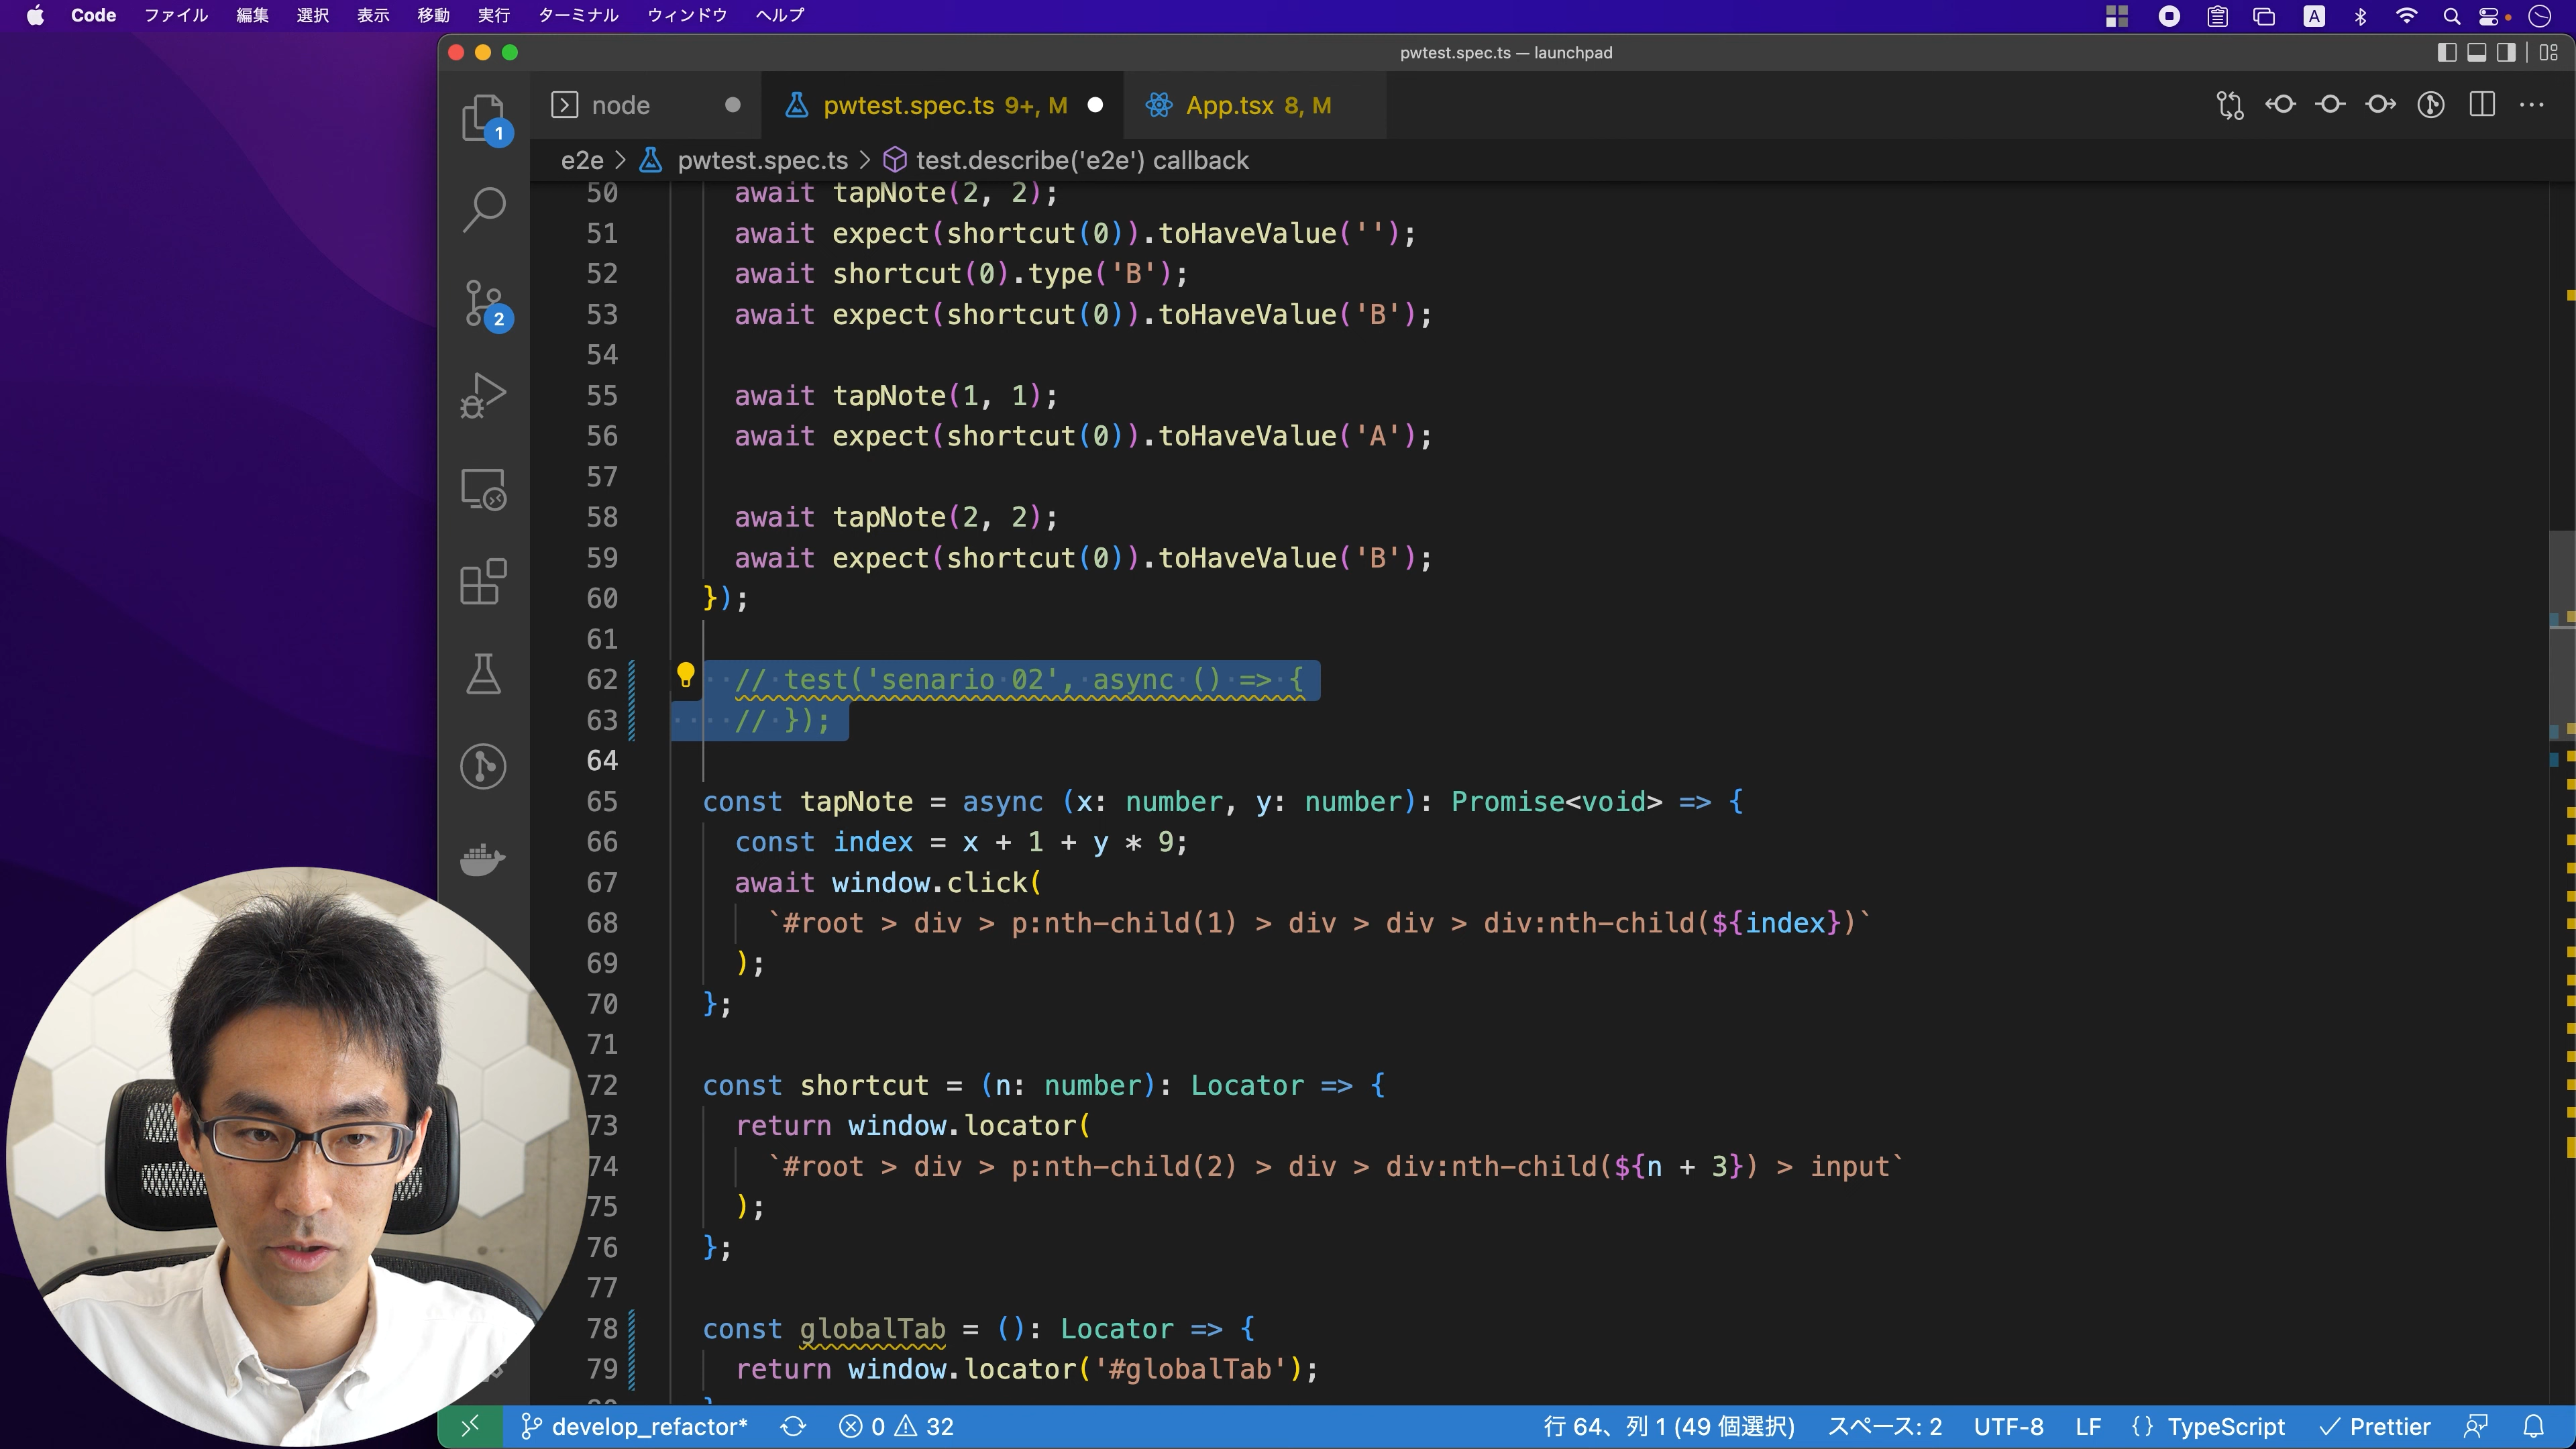 Code ファイル 編集 選択 表示 移動 実行 ターミナル ウィンドウ ヘルプ
A
pwtest.spec.ts — launchpad
node
pwtest.spec.ts 9+, M
App.tsx 8, M
e2e > pwtest.spec.ts > test.describe('e2e') callback
1
2
50 await tapNote(2, 2);
51 await expect(shortcut(0)).toHaveValue('');
52 await shortcut(0).type('B');
53 await expect(shortcut(0)).toHaveValue('B');
54
55 await tapNote(1, 1);
56 await expect(shortcut(0)).toHaveValue('A');
57
58 await tapNote(2, 2);
59 await expect(shortcut(0)).toHaveValue('B');
60 });
61
62 // test('senario 02', async () => {
63 // });
64
65 const tapNote = async (x: number, y: number): Promise<void> => {
66 const index = x + 1 + y * 9;
67 await window.click(
68 `#root > div > p:nth-child(1) > div > div > div:nth-child(${index})`
69 );
70 };
71
72 const shortcut = (n: number): Locator => {
73 return window.locator(
74 `#root > div > p:nth-child(2) > div > div:nth-child(${n + 3}) > input`
75 );
76 };
77
78 const globalTab = (): Locator => {
79 return window.locator('#globalTab');
develop_refactor* 0 32 行 64、列 1 (49 個選択) スペース: 2 UTF-8 LF {} TypeScript Prettier